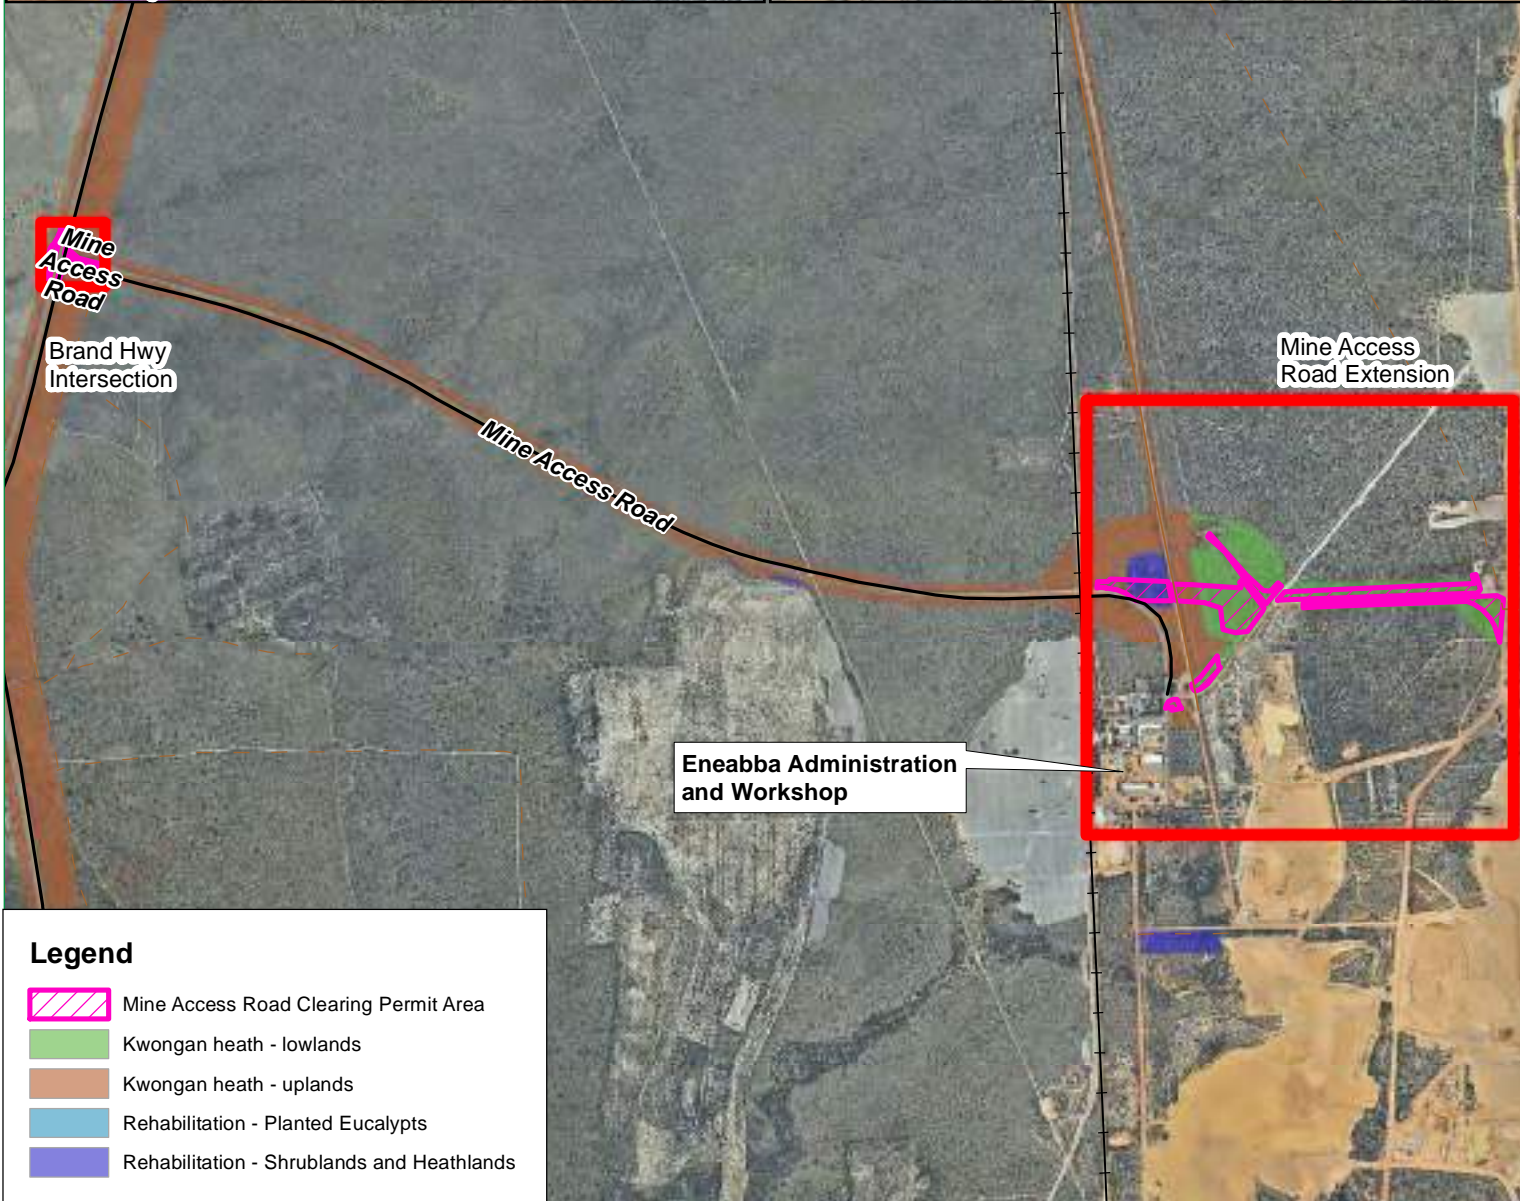 Mine
Access
Road
Brand Hwy
Intersection
Mine Access Road
Mine Access
Road Extension
Eneabba Administration
and Workshop
Legend
Mine Access Road Clearing Permit Area
Kwongan heath - lowlands
Kwongan heath - uplands
Rehabilitation - Planted Eucalypts
Rehabilitation - Shrublands and Heathlands